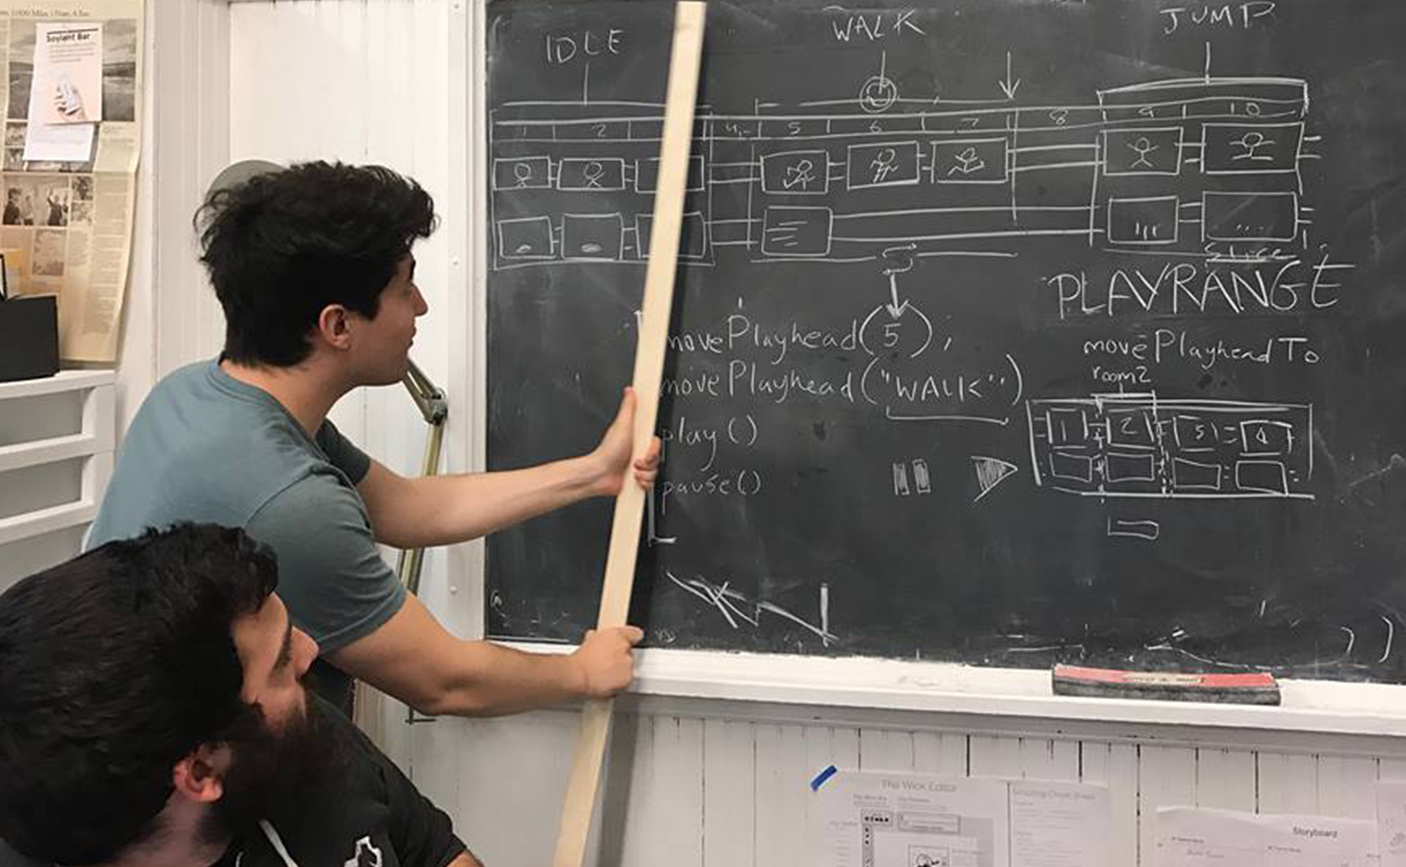 Soylent Bar
IDLE
WALK
JUMP
1 2 4 5 6 7 8 9 10
5
PLAYRANGE
movePlayhead(5);
movePlayhead("WALK")
play()
pause()
movePlayheadTo
room2
1 2 3 4
The Wick Editor
Storyboard